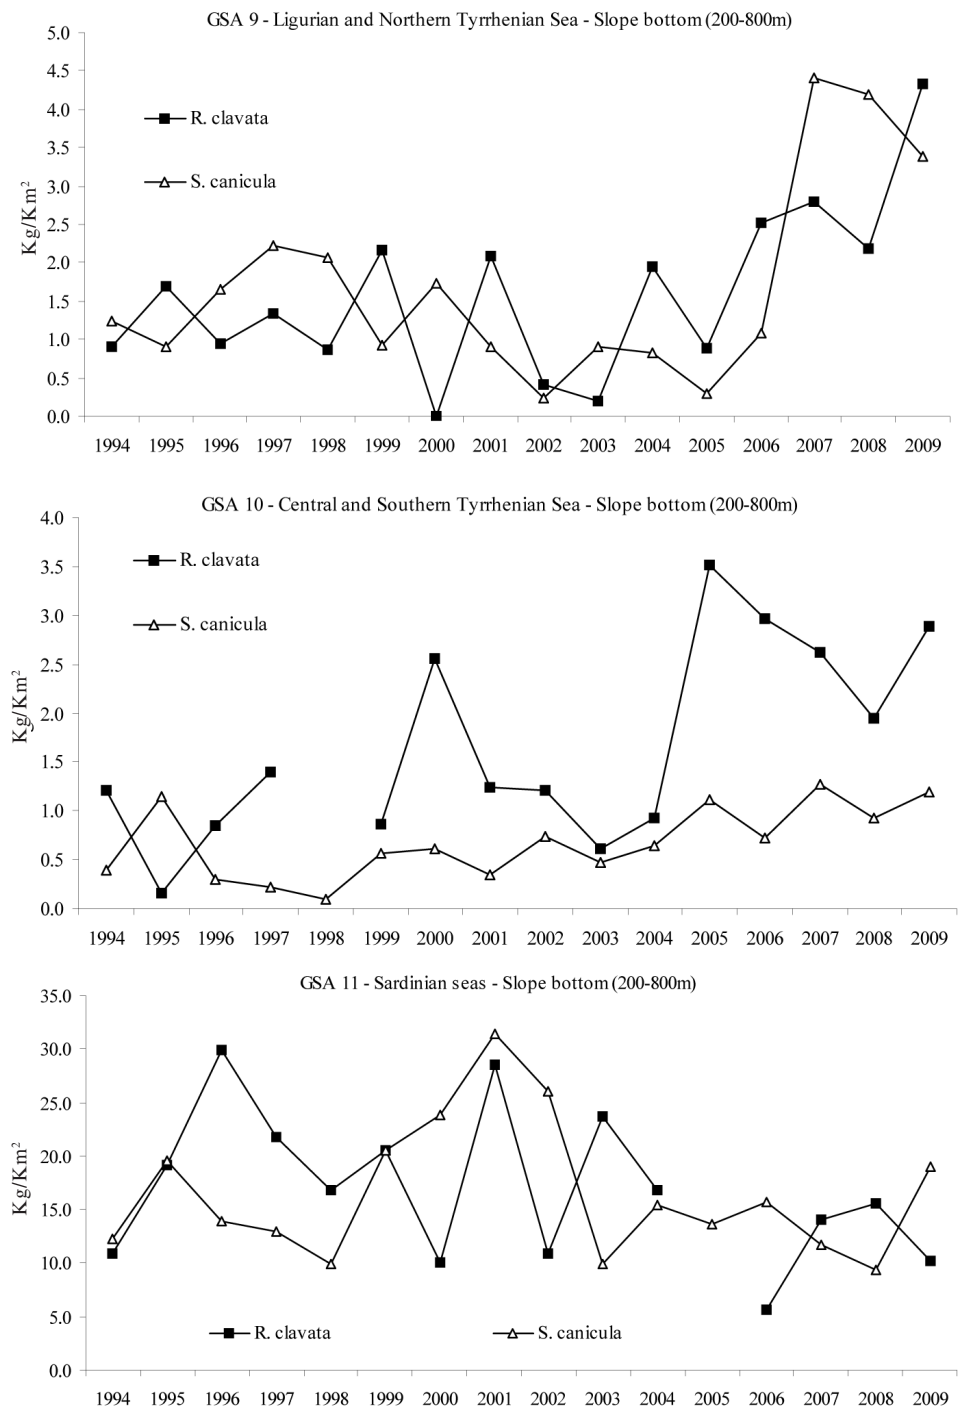 GSA 9 - Ligurian and Northern Tyrrhenian Sea - Slope bottom (200-800m)
5.0
4.5
4.0
3.5
3.0
2.5
2.0
1.5
1.0
0.5
0.0
Kg/Km²
R. clavata
S. canicula
1994 1995 1996 1997 1998 1999 2000 2001 2002 2003 2004 2005 2006 2007 2008 2009
GSA 10 - Central and Southern Tyrrhenian Sea - Slope bottom (200-800m)
4.0
3.5
3.0
2.5
2.0
1.5
1.0
0.5
0.0
Kg/Km²
R. clavata
S. canicula
1994 1995 1996 1997 1998 1999 2000 2001 2002 2003 2004 2005 2006 2007 2008 2009
GSA 11 - Sardinian seas - Slope bottom (200-800m)
35.0
30.0
25.0
20.0
15.0
10.0
5.0
0.0
Kg/Km²
R. clavata S. canicula
1994 1995 1996 1997 1998 1999 2000 2001 2002 2003 2004 2005 2006 2007 2008 2009